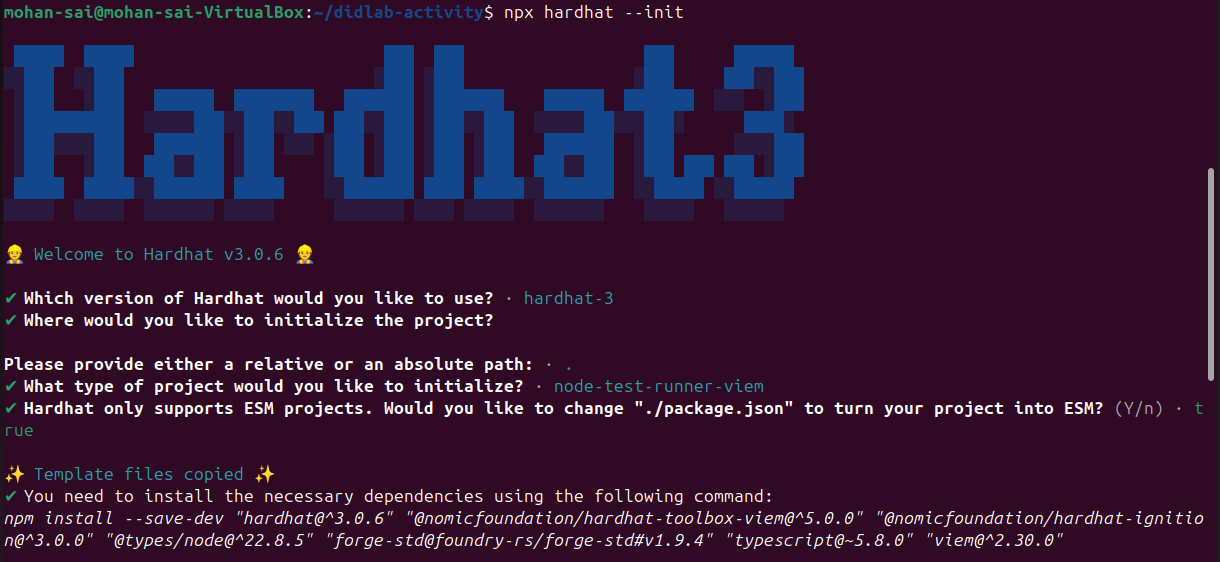 mohan-sai@mohan-sai-VirtualBox:~/didlab-activity$ npx hardhat --init
Hardhat3
👷 Welcome to Hardhat v3.0.6 👷
✔ Which version of Hardhat would you like to use? · hardhat-3
✔ Where would you like to initialize the project?
Please provide either a relative or an absolute path: · .
✔ What type of project would you like to initialize? · node-test-runner-viem
✔ Hardhat only supports ESM projects. Would you like to change "./package.json" to turn your project into ESM? (Y/n) · t
rue
✨ Template files copied ✨
✔ You need to install the necessary dependencies using the following command:
npm install --save-dev "hardhat@^3.0.6" "@nomicfoundation/hardhat-toolbox-viem@^5.0.0" "@nomicfoundation/hardhat-ignitio
n@^3.0.0" "@types/node@^22.8.5" "forge-std@foundry-rs/forge-std#v1.9.4" "typescript@~5.8.0" "viem@^2.30.0"